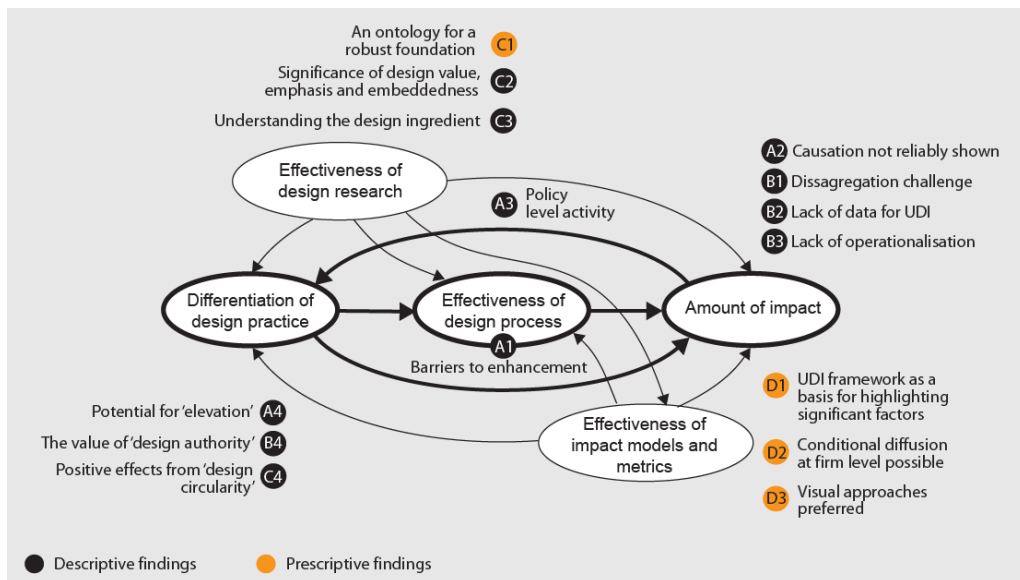 An ontology for a
robust foundation
C1
Significance of design value,
emphasis and embeddedness
C2
Understanding the design ingredient
C3
Effectiveness of
design research
A3
Policy
level activity
A2 Causation not reliably shown
B1 Dissagregation challenge
B2 Lack of data for UDI
B3 Lack of operationalisation
Differentiation of
design practice
Effectiveness of
design process
Amount of impact
A1
Barriers to enhancement
Potential for ‘elevation’ A4
The value of ‘design authority’ B4
Positive effects from ‘design
circularity’
C4
Effectiveness of
impact models and
metrics
D1
UDI framework as a
basis for highlighting
significant factors
D2
Conditional diffusion
at firm level possible
D3
Visual approaches
preferred
Descriptive findings
Prescriptive findings